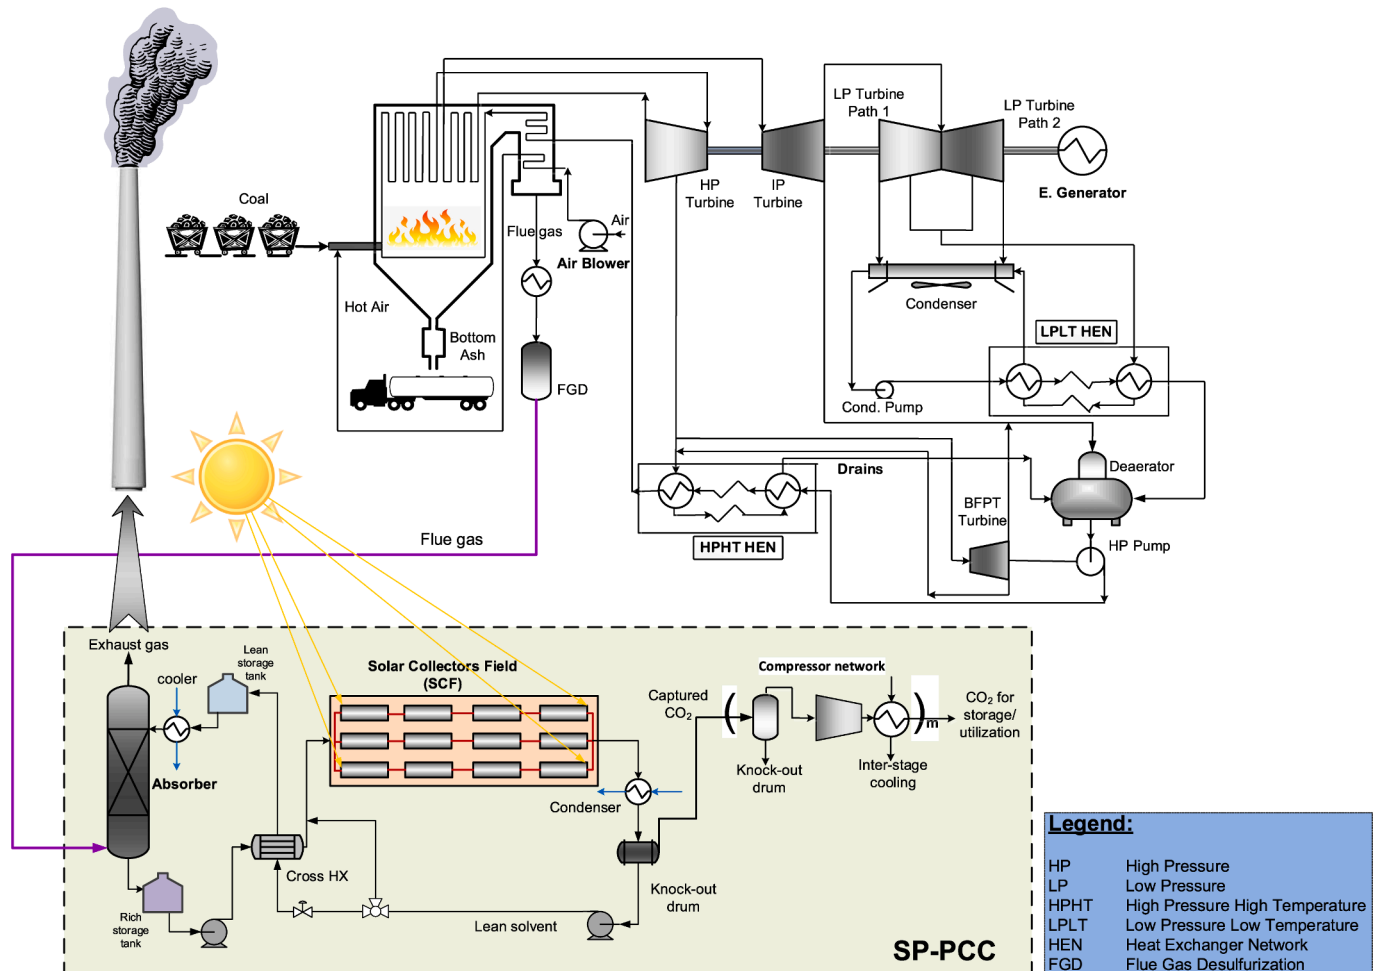 LP Turbine
Path 1
LP Turbine
Path 2
HP
Turbine
IP
Turbine
E. Generator
Coal
Flue gas
Air
Air Blower
Hot Air
Bottom
Ash
FGD
Condenser
LPLT HEN
Cond. Pump
Drains
Deaerator
BFPT
Turbine
HP Pump
HPHT HEN
Flue gas
Exhaust gas
Lean
storage
tank
cooler
Absorber
Solar Collectors Field
(SCF)
Captured
CO2
Compressor network
( )m
CO2 for
storage/
utilization
Knock-out
drum
Inter-stage
cooling
Condenser
Cross HX
Knock-out
drum
Rich
storage
tank
Lean solvent
SP-PCC
Legend:
HP High Pressure
LP Low Pressure
HPHT High Pressure High Temperature
LPLT Low Pressure Low Temperature
HEN Heat Exchanger Network
FGD Flue Gas Desulfurization